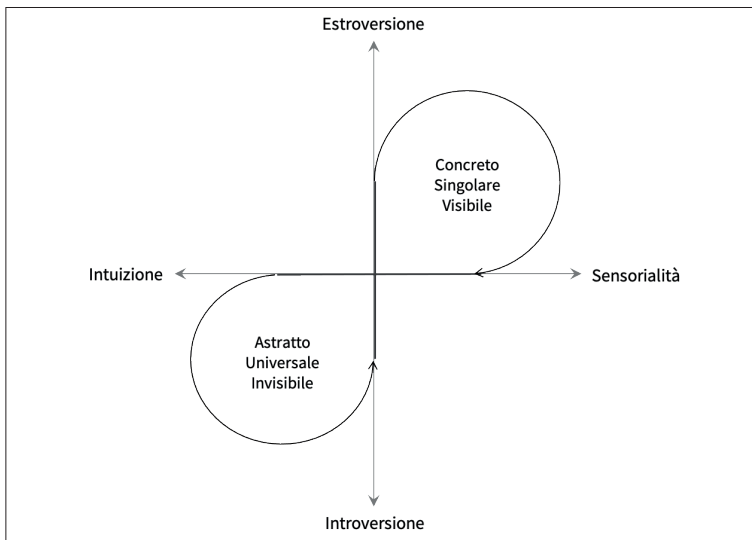 Estroversione
Concreto
Singolare
Visibile
Intuizione
Sensorialità
Astratto
Universale
Invisibile
Introversione